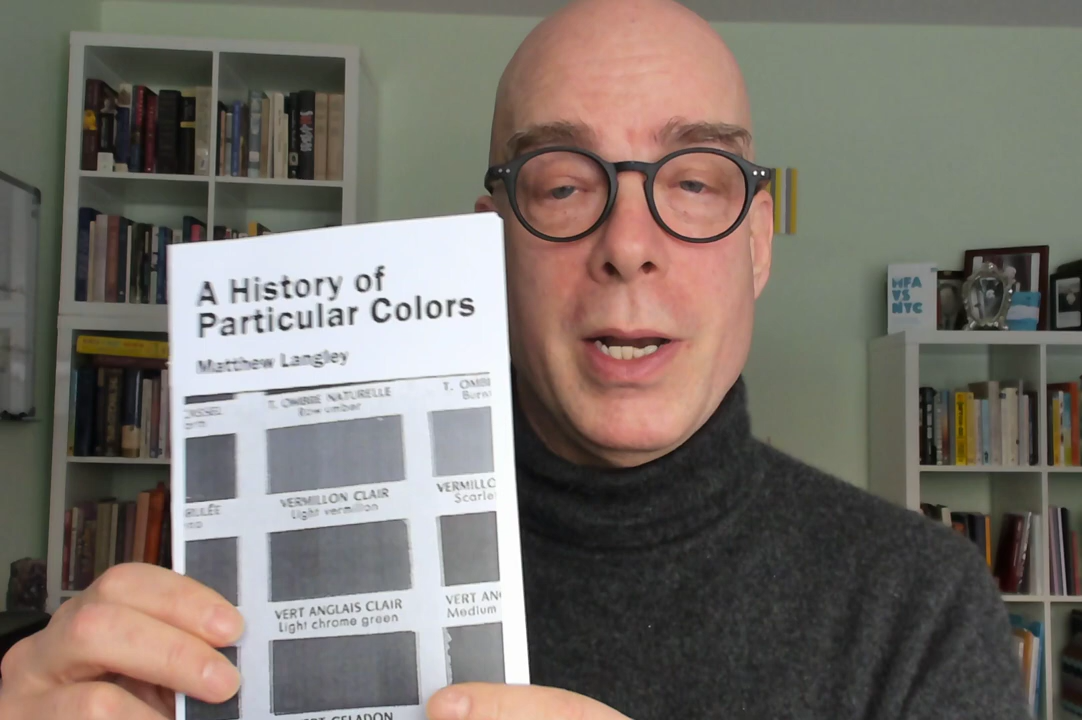 A History of
Particular Colors
Matthew Langley
T. OMBRE NATURELLE
Raw umber
T. OMB
Burn
VERMILLON CLAIR
Light vermilion
VERMILLO
Scarle
VERT ANGLAIS CLAIR
Light chrome green
VERT AN
Medium
MFA
VS
NYC